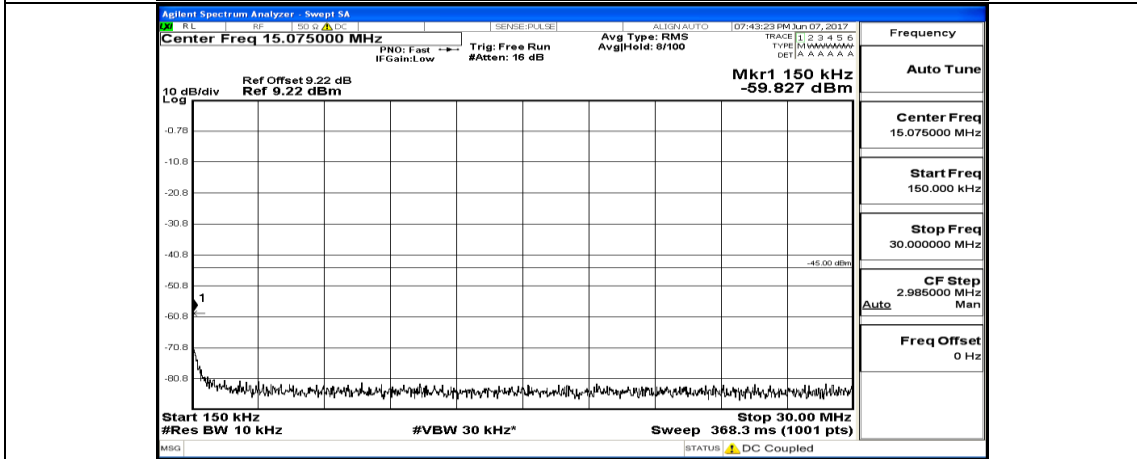 Agilent Spectrum Analyzer - Swept SA
LXI RL RF 50 Ω DC SENSE:PULSE ALIGN AUTO 07:43:23 PM Jun 07, 2017
Center Freq 15.075000 MHz
PNO: Fast
IFGain:Low
Trig: Free Run
#Atten: 16 dB
Avg Type: RMS
Avg|Hold: 8/100
TRACE 1 2 3 4 5 6
TYPE M W W W W W
DET A A A A A A
Ref Offset 9.22 dB
10 dB/div Ref 9.22 dBm
Log
Mkr1 150 kHz
-59.827 dBm
-0.78
-10.8
-20.8
-30.8
-40.8
-45.00 dBm
-50.8
1
-60.8
-70.8
-80.8
Start 150 kHz Stop 30.00 MHz
#Res BW 10 kHz #VBW 30 kHz* Sweep 368.3 ms (1001 pts)
MSG STATUS DC Coupled
Frequency
Auto Tune
Center Freq
15.075000 MHz
Start Freq
150.000 kHz
Stop Freq
30.000000 MHz
CF Step
2.985000 MHz
Auto Man
Freq Offset
0 Hz